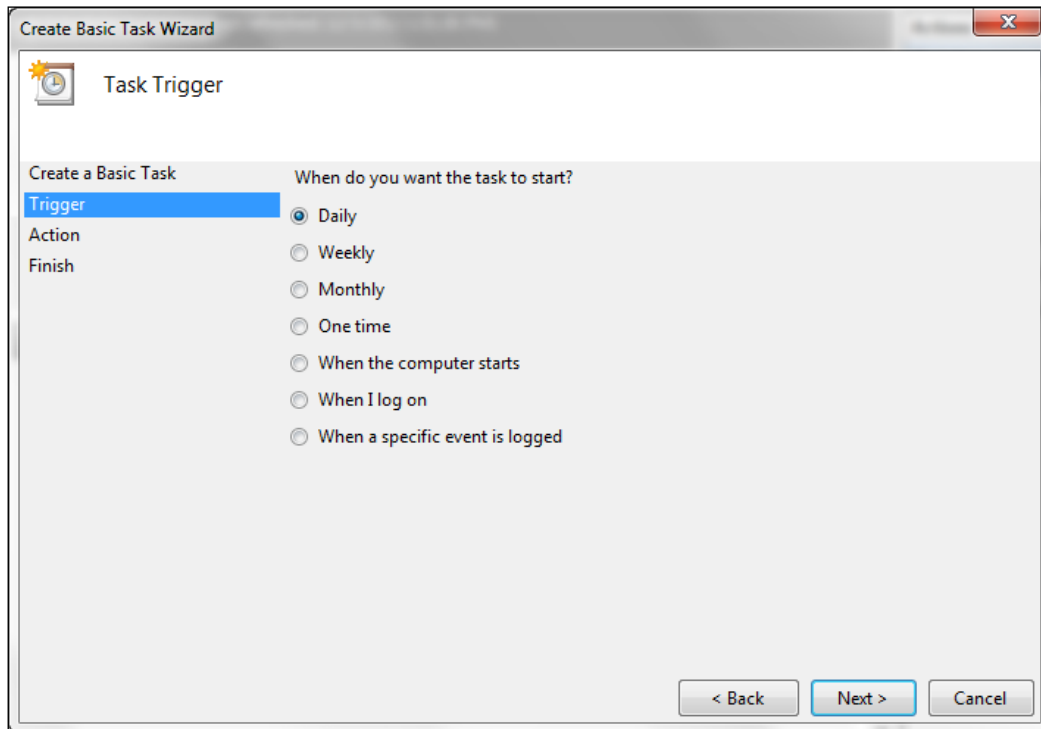 Create Basic Task Wizard
Task Trigger
Create a Basic Task
Trigger
Action
Finish
When do you want the task to start?
Daily
Weekly
Monthly
One time
When the computer starts
When I log on
When a specific event is logged
< Back
Next >
Cancel